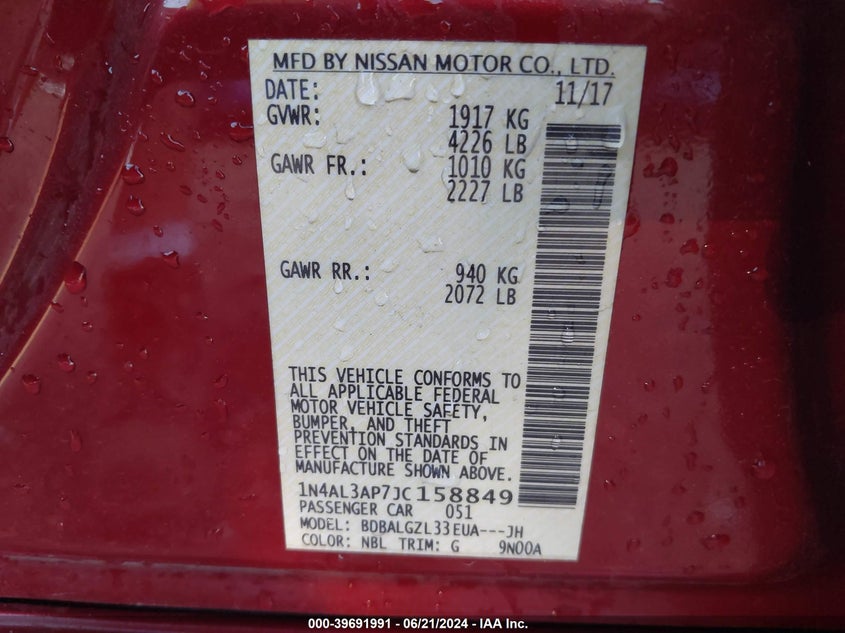 MFD BY NISSAN MOTOR CO., LTD.
DATE: 11/17
GVWR: 1917 KG
4226 LB
GAWR FR.: 1010 KG
2227 LB
GAWR RR.: 940 KG
2072 LB
THIS VEHICLE CONFORMS TO
ALL APPLICABLE FEDERAL
MOTOR VEHICLE SAFETY,
BUMPER, AND THEFT
PREVENTION STANDARDS IN
EFFECT ON THE DATE OF
MANUFACTURE SHOWN ABOVE.
1N4AL3AP7JC158849
PASSENGER CAR 051
MODEL: BDBALGZL33EUA---JH
COLOR: NBL TRIM: G 9N00A
000-39691991 - 06/21/2024 - IAA Inc.